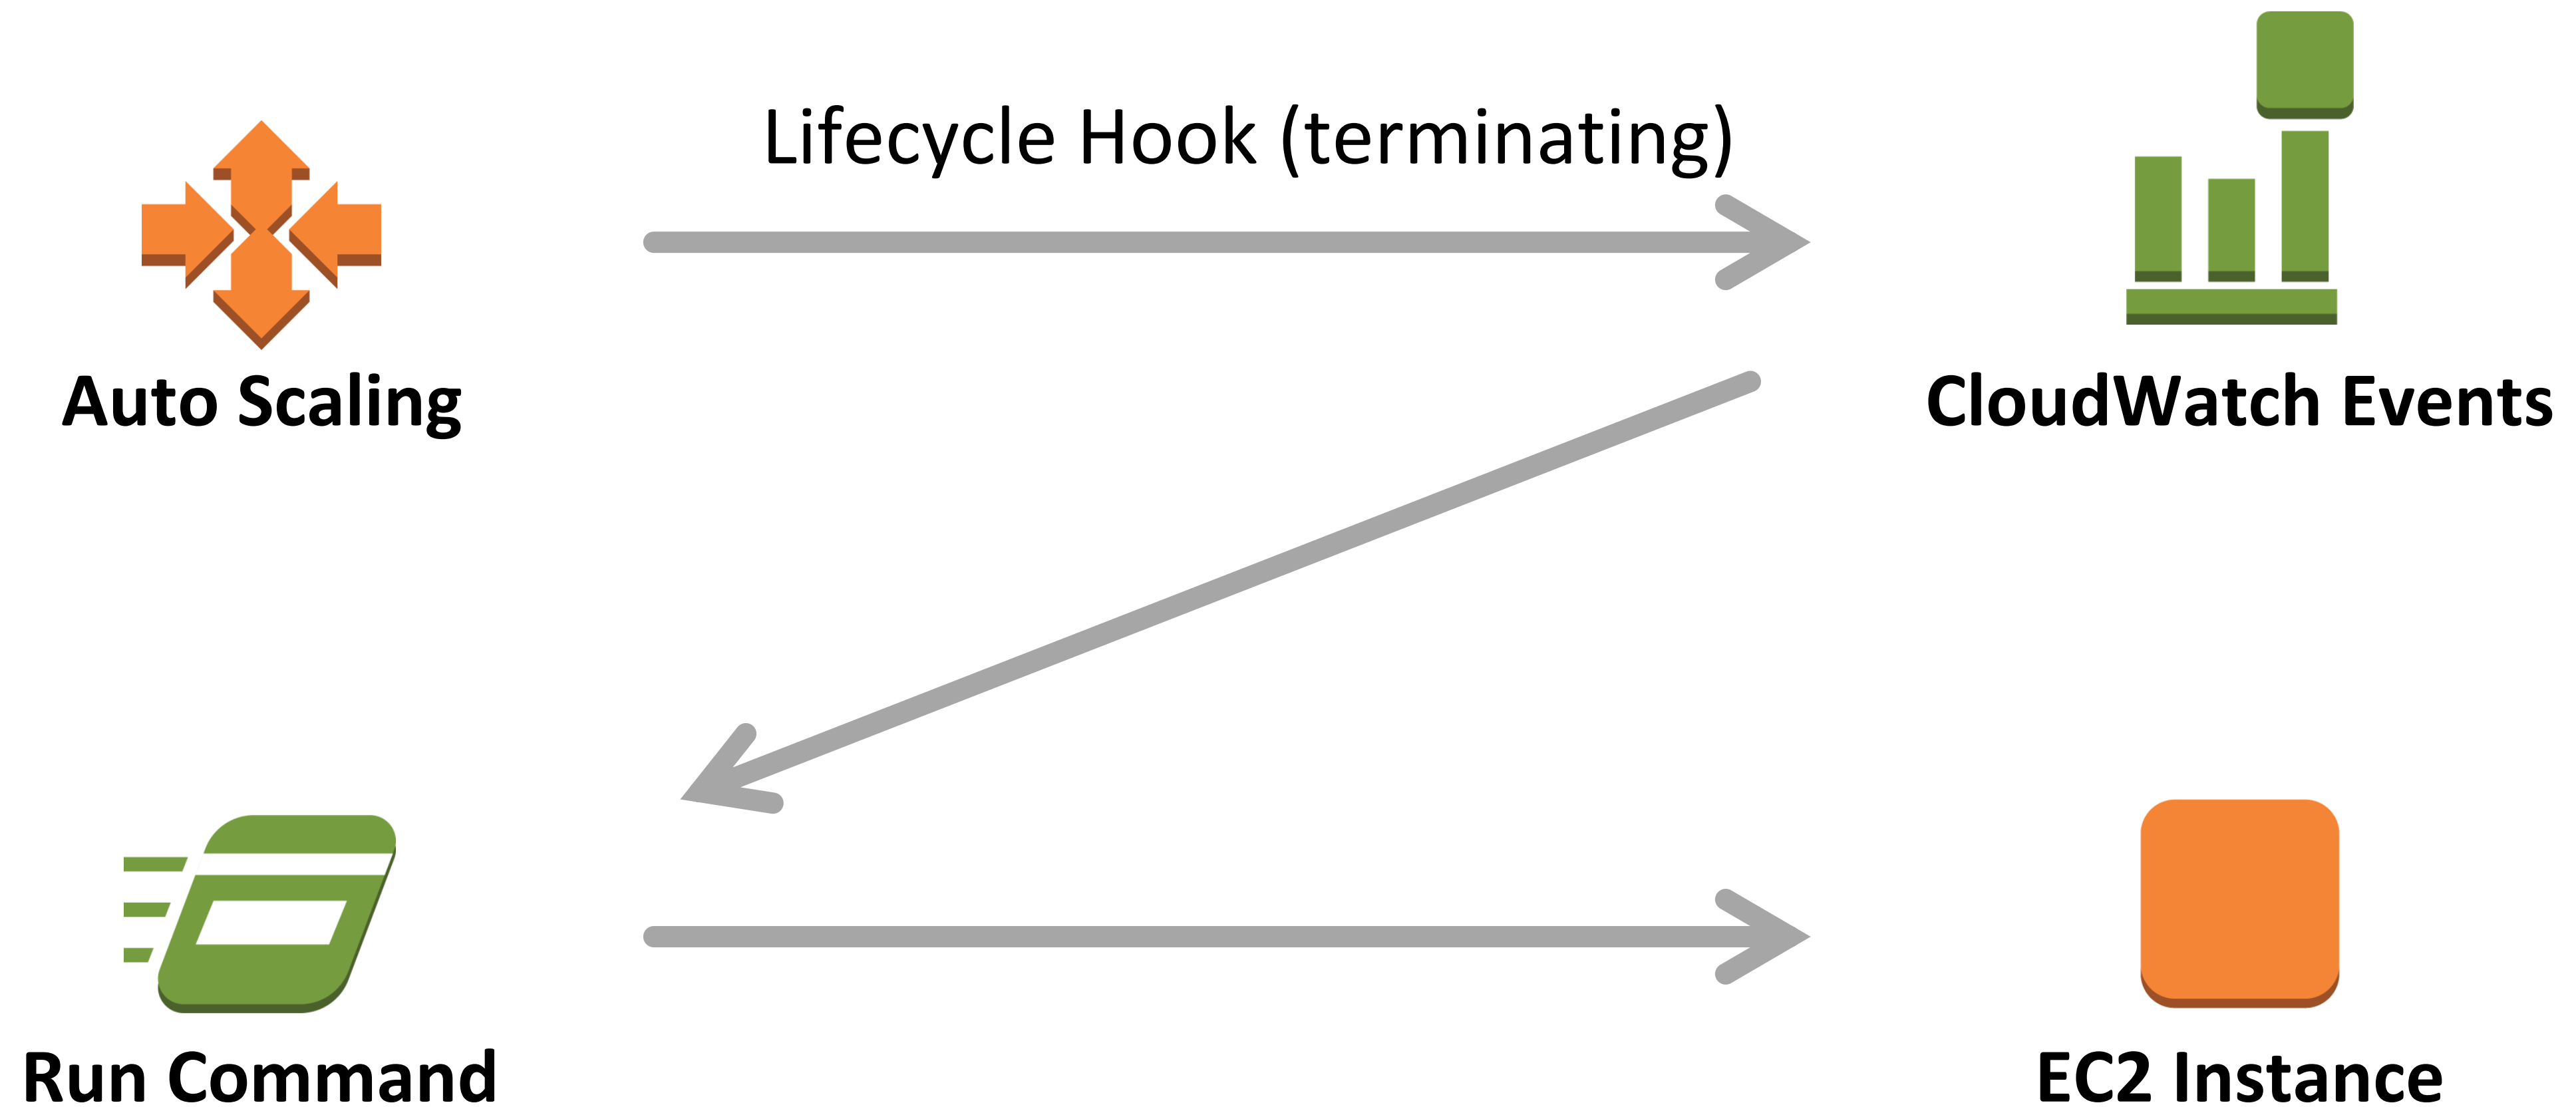 Lifecycle Hook (terminating)
Auto Scaling
CloudWatch Events
Run Command
EC2 Instance